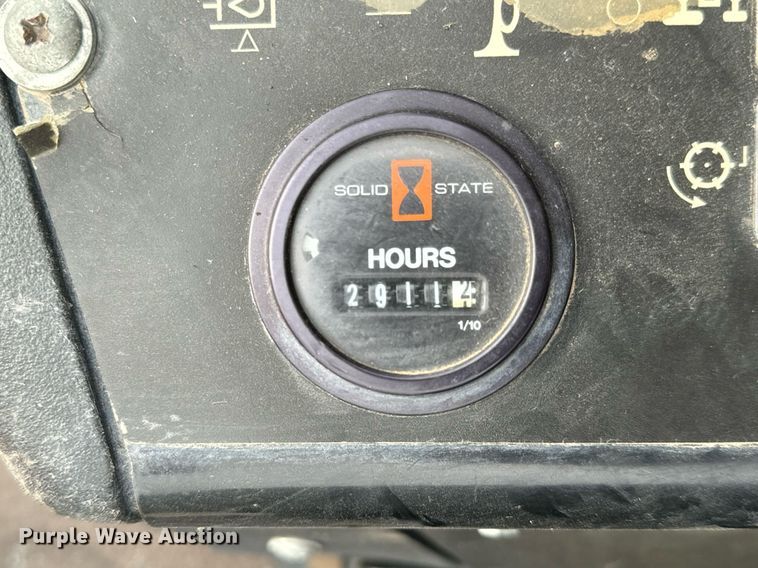 SOLID STATE
HOURS
2911
1/10
Purple Wave Auction